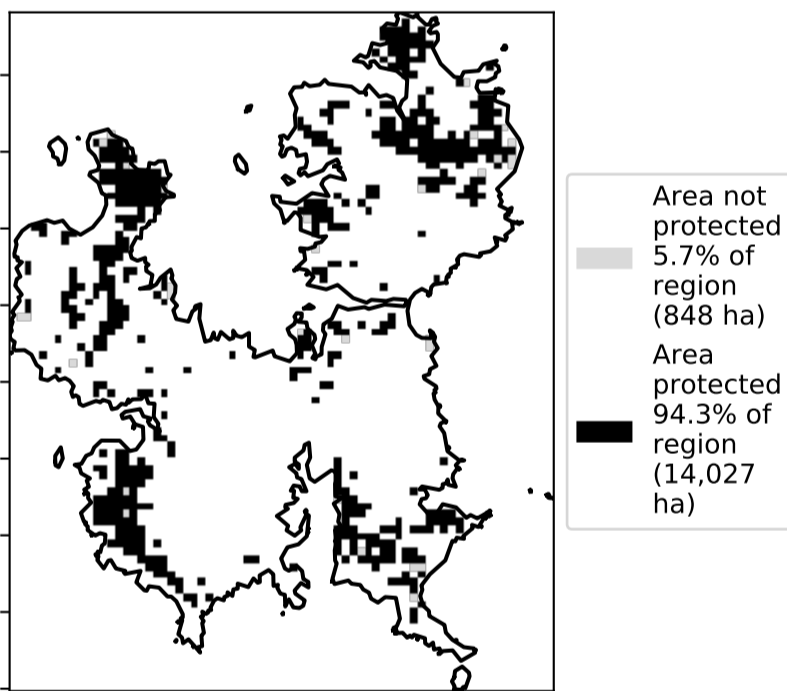 Area not
protected
5.7% of
region
(848 ha)
Area
protected
94.3% of
region
(14,027
ha)